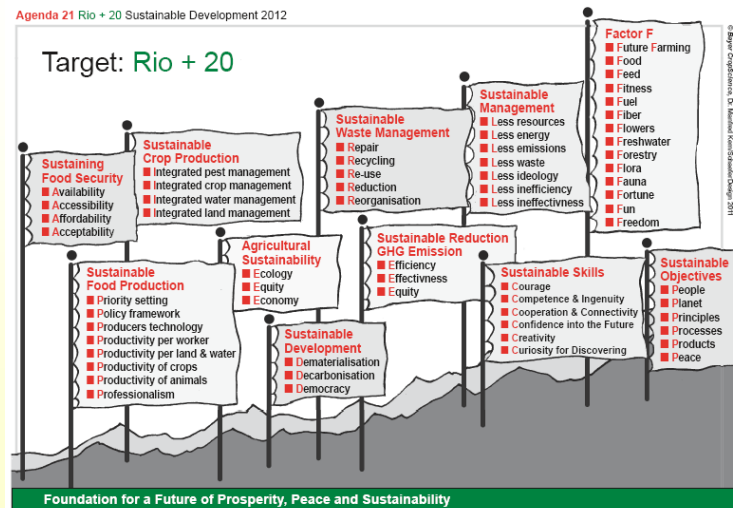 Agenda 21 Rio + 20 Sustainable Development 2012
Target: Rio + 20
Sustaining
Food Security
Availability
Accessibility
Affordability
Acceptability
Sustainable
Crop Production
Integrated pest management
Integrated crop management
Integrated water management
Integrated land management
Sustainable
Waste Management
Repair
Recycling
Re-use
Reduction
Reorganisation
Sustainable
Management
Less resources
Less energy
Less emissions
Less waste
Less ideology
Less inefficiency
Less ineffectivness
Factor F
Future Farming
Food
Feed
Fitness
Fuel
Fiber
Flowers
Freshwater
Forestry
Flora
Fauna
Fortune
Fun
Freedom
Sustainable
Food Production
Priority setting
Policy framework
Producers technology
Productivity per worker
Productivity per land & water
Productivity of crops
Productivity of animals
Professionalism
Agricultural
Sustainability
Ecology
Equity
Economy
Sustainable
Development
Dematerialisation
Decarbonisation
Democracy
Sustainable Reduction
GHG Emission
Efficiency
Effectivness
Equity
Sustainable Skills
Courage
Competence & Ingenuity
Cooperation & Connectivity
Confidence into the Future
Creativity
Curiosity for Discovering
Sustainable
Objectives
People
Planet
Principles
Processes
Products
Peace
© Bayer CropScience, Dr. Manfred Kern/SchaeferDesign 2011
Foundation for a Future of Prosperity, Peace and Sustainability